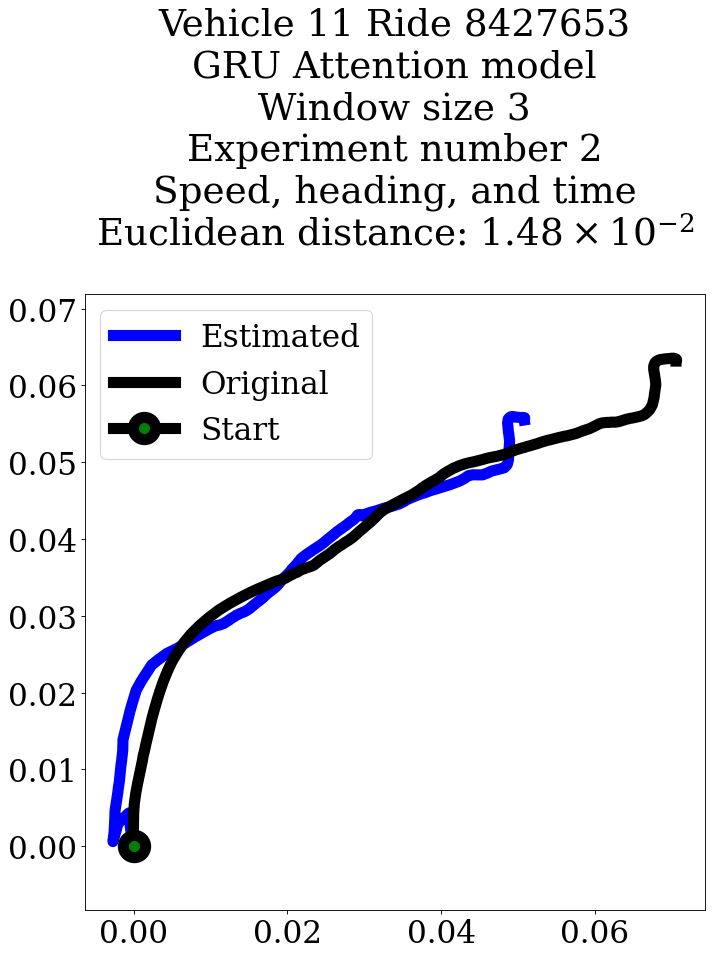 Vehicle 11 Ride 8427653
GRU Attention model
Window size 3
Experiment number 2
Speed, heading, and time
Euclidean distance: 1.48 × 10⁻²
Estimated
Original
Start
0.07
0.06
0.05
0.04
0.03
0.02
0.01
0.00
0.00 0.02 0.04 0.06